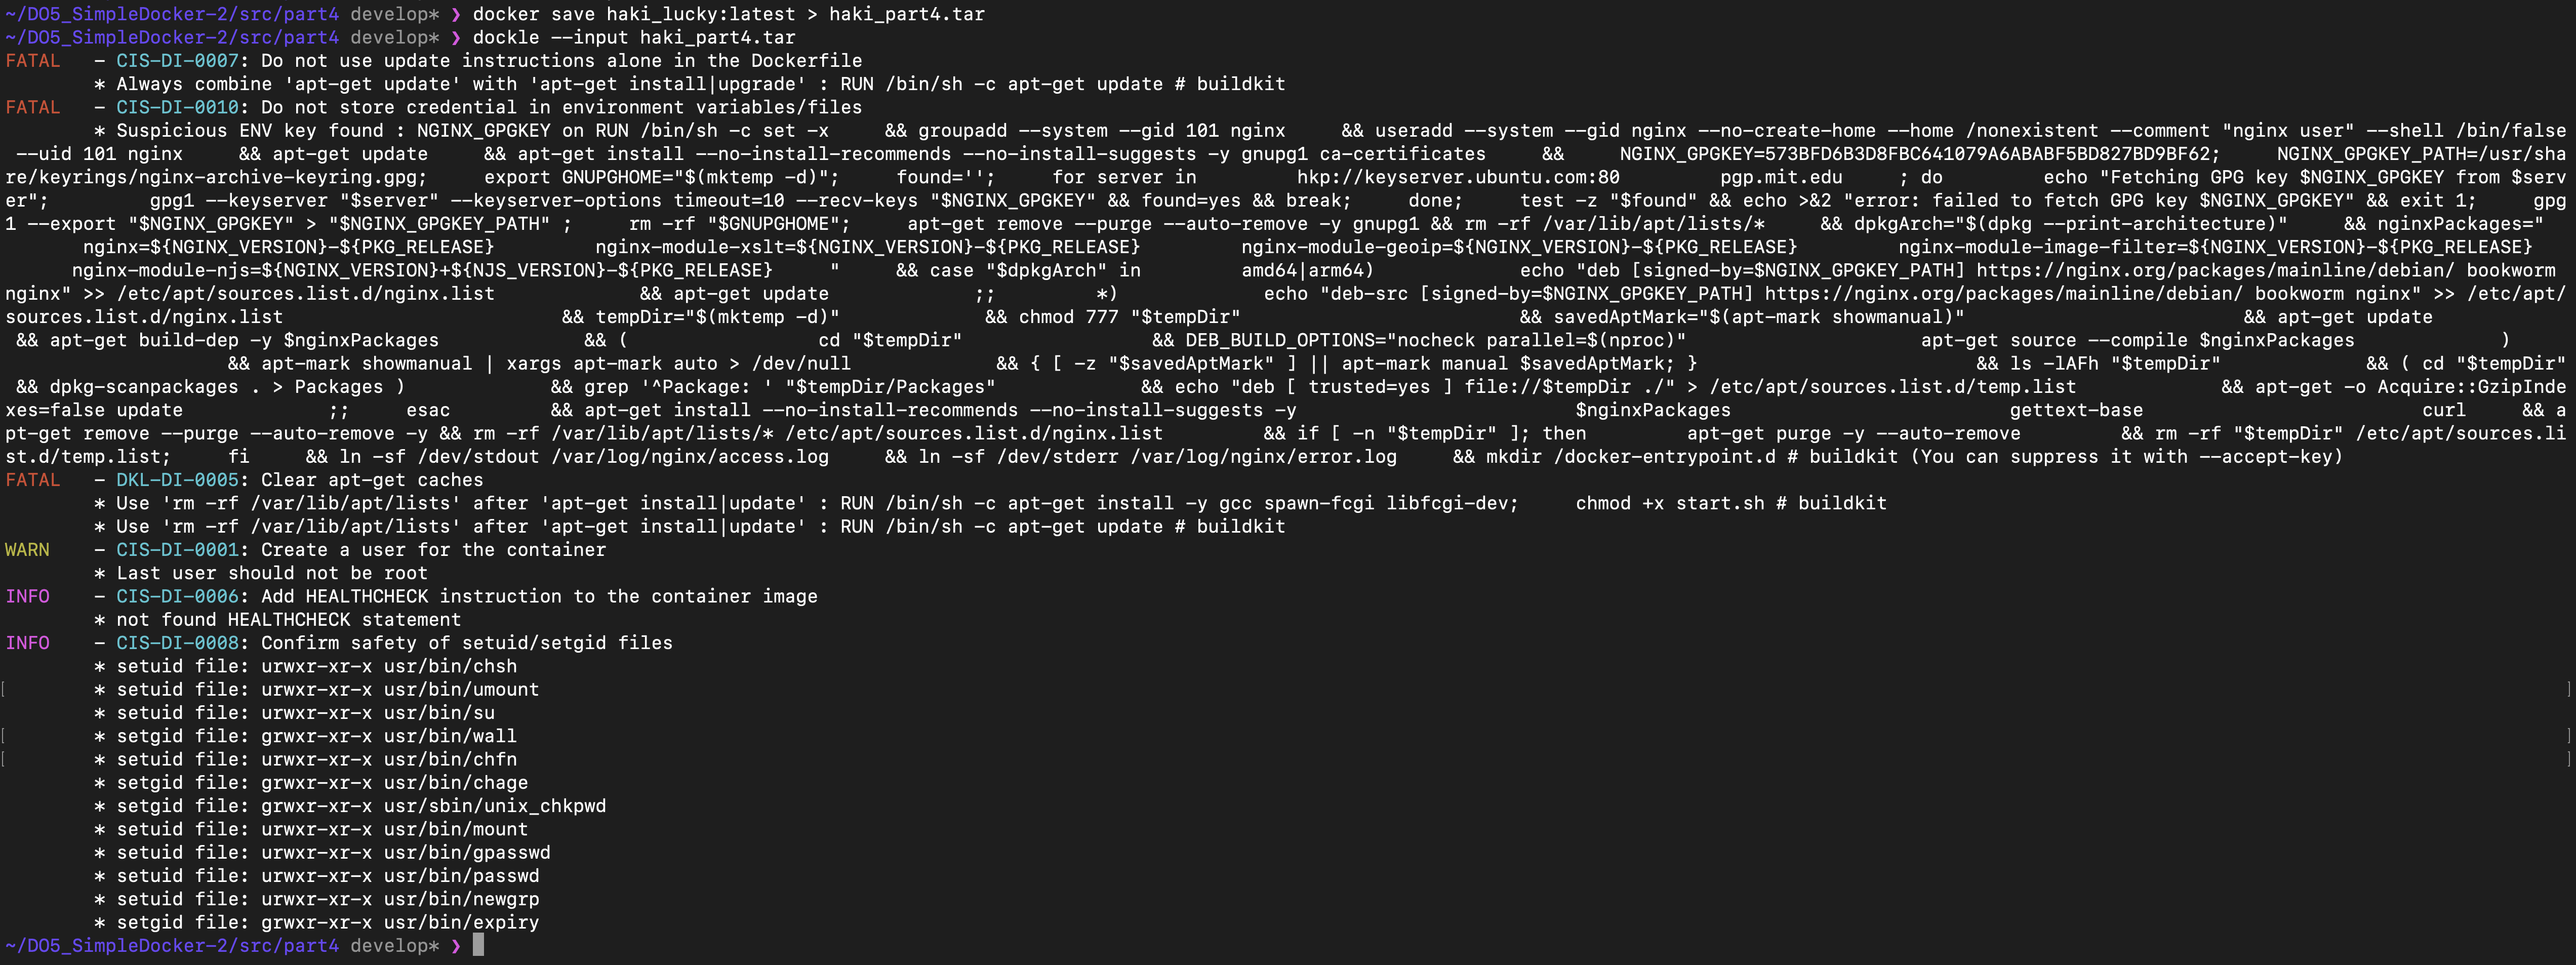 ~/DO5_SimpleDocker-2/src/part4 develop* ❯ docker save haki_lucky:latest > haki_part4.tar
~/DO5_SimpleDocker-2/src/part4 develop* ❯ dockle --input haki_part4.tar
FATAL   - CIS-DI-0007: Do not use update instructions alone in the Dockerfile
        * Always combine 'apt-get update' with 'apt-get install|upgrade' : RUN /bin/sh -c apt-get update # buildkit
FATAL   - CIS-DI-0010: Do not store credential in environment variables/files
        * Suspicious ENV key found : NGINX_GPGKEY on RUN /bin/sh -c set -x     && groupadd --system --gid 101 nginx     && useradd --system --gid nginx --no-create-home --home /nonexistent --comment "nginx user" --shell /bin/false
 --uid 101 nginx     && apt-get update     && apt-get install --no-install-recommends --no-install-suggests -y gnupg1 ca-certificates     &&     NGINX_GPGKEY=573BFD6B3D8FBC641079A6ABABF5BD827BD9BF62;     NGINX_GPGKEY_PATH=/usr/sha
re/keyrings/nginx-archive-keyring.gpg;     export GNUPGHOME="$(mktemp -d)";     found='';     for server in         hkp://keyserver.ubuntu.com:80         pgp.mit.edu     ; do         echo "Fetching GPG key $NGINX_GPGKEY from $serv
er";         gpg1 --keyserver "$server" --keyserver-options timeout=10 --recv-keys "$NGINX_GPGKEY" && found=yes && break;     done;     test -z "$found" && echo >&2 "error: failed to fetch GPG key $NGINX_GPGKEY" && exit 1;     gpg
1 --export "$NGINX_GPGKEY" > "$NGINX_GPGKEY_PATH" ;     rm -rf "$GNUPGHOME";     apt-get remove --purge --auto-remove -y gnupg1 && rm -rf /var/lib/apt/lists/*     && dpkgArch="$(dpkg --print-architecture)"     && nginxPackages="
       nginx=${NGINX_VERSION}-${PKG_RELEASE}         nginx-module-xslt=${NGINX_VERSION}-${PKG_RELEASE}         nginx-module-geoip=${NGINX_VERSION}-${PKG_RELEASE}         nginx-module-image-filter=${NGINX_VERSION}-${PKG_RELEASE}
      nginx-module-njs=${NGINX_VERSION}+${NJS_VERSION}-${PKG_RELEASE}     "     && case "$dpkgArch" in         amd64|arm64)             echo "deb [signed-by=$NGINX_GPGKEY_PATH] https://nginx.org/packages/mainline/debian/ bookworm
nginx" >> /etc/apt/sources.list.d/nginx.list             && apt-get update             ;;         *)             echo "deb-src [signed-by=$NGINX_GPGKEY_PATH] https://nginx.org/packages/mainline/debian/ bookworm nginx" >> /etc/apt/
sources.list.d/nginx.list                         && tempDir="$(mktemp -d)"             && chmod 777 "$tempDir"                         && savedAptMark="$(apt-mark showmanual)"                         && apt-get update
 && apt-get build-dep -y $nginxPackages             && (                 cd "$tempDir"                 && DEB_BUILD_OPTIONS="nocheck parallel=$(nproc)"                     apt-get source --compile $nginxPackages             )
                    && apt-mark showmanual | xargs apt-mark auto > /dev/null             && { [ -z "$savedAptMark" ] || apt-mark manual $savedAptMark; }                         && ls -lAFh "$tempDir"             && ( cd "$tempDir"
 && dpkg-scanpackages . > Packages )             && grep '^Package: ' "$tempDir/Packages"             && echo "deb [ trusted=yes ] file://$tempDir ./" > /etc/apt/sources.list.d/temp.list             && apt-get -o Acquire::GzipInde
xes=false update             ;;     esac         && apt-get install --no-install-recommends --no-install-suggests -y                         $nginxPackages                         gettext-base                         curl     && a
pt-get remove --purge --auto-remove -y && rm -rf /var/lib/apt/lists/* /etc/apt/sources.list.d/nginx.list         && if [ -n "$tempDir" ]; then         apt-get purge -y --auto-remove         && rm -rf "$tempDir" /etc/apt/sources.li
st.d/temp.list;     fi     && ln -sf /dev/stdout /var/log/nginx/access.log     && ln -sf /dev/stderr /var/log/nginx/error.log     && mkdir /docker-entrypoint.d # buildkit (You can suppress it with --accept-key)
FATAL   - DKL-DI-0005: Clear apt-get caches
        * Use 'rm -rf /var/lib/apt/lists' after 'apt-get install|update' : RUN /bin/sh -c apt-get install -y gcc spawn-fcgi libfcgi-dev;     chmod +x start.sh # buildkit
        * Use 'rm -rf /var/lib/apt/lists' after 'apt-get install|update' : RUN /bin/sh -c apt-get update # buildkit
WARN    - CIS-DI-0001: Create a user for the container
        * Last user should not be root
INFO    - CIS-DI-0006: Add HEALTHCHECK instruction to the container image
        * not found HEALTHCHECK statement
INFO    - CIS-DI-0008: Confirm safety of setuid/setgid files
        * setuid file: urwxr-xr-x usr/bin/chsh
        * setuid file: urwxr-xr-x usr/bin/umount
        * setuid file: urwxr-xr-x usr/bin/su
        * setgid file: grwxr-xr-x usr/bin/wall
        * setuid file: urwxr-xr-x usr/bin/chfn
        * setgid file: grwxr-xr-x usr/bin/chage
        * setgid file: grwxr-xr-x usr/sbin/unix_chkpwd
        * setuid file: urwxr-xr-x usr/bin/mount
        * setuid file: urwxr-xr-x usr/bin/gpasswd
        * setuid file: urwxr-xr-x usr/bin/passwd
        * setuid file: urwxr-xr-x usr/bin/newgrp
        * setgid file: grwxr-xr-x usr/bin/expiry
~/DO5_SimpleDocker-2/src/part4 develop* ❯